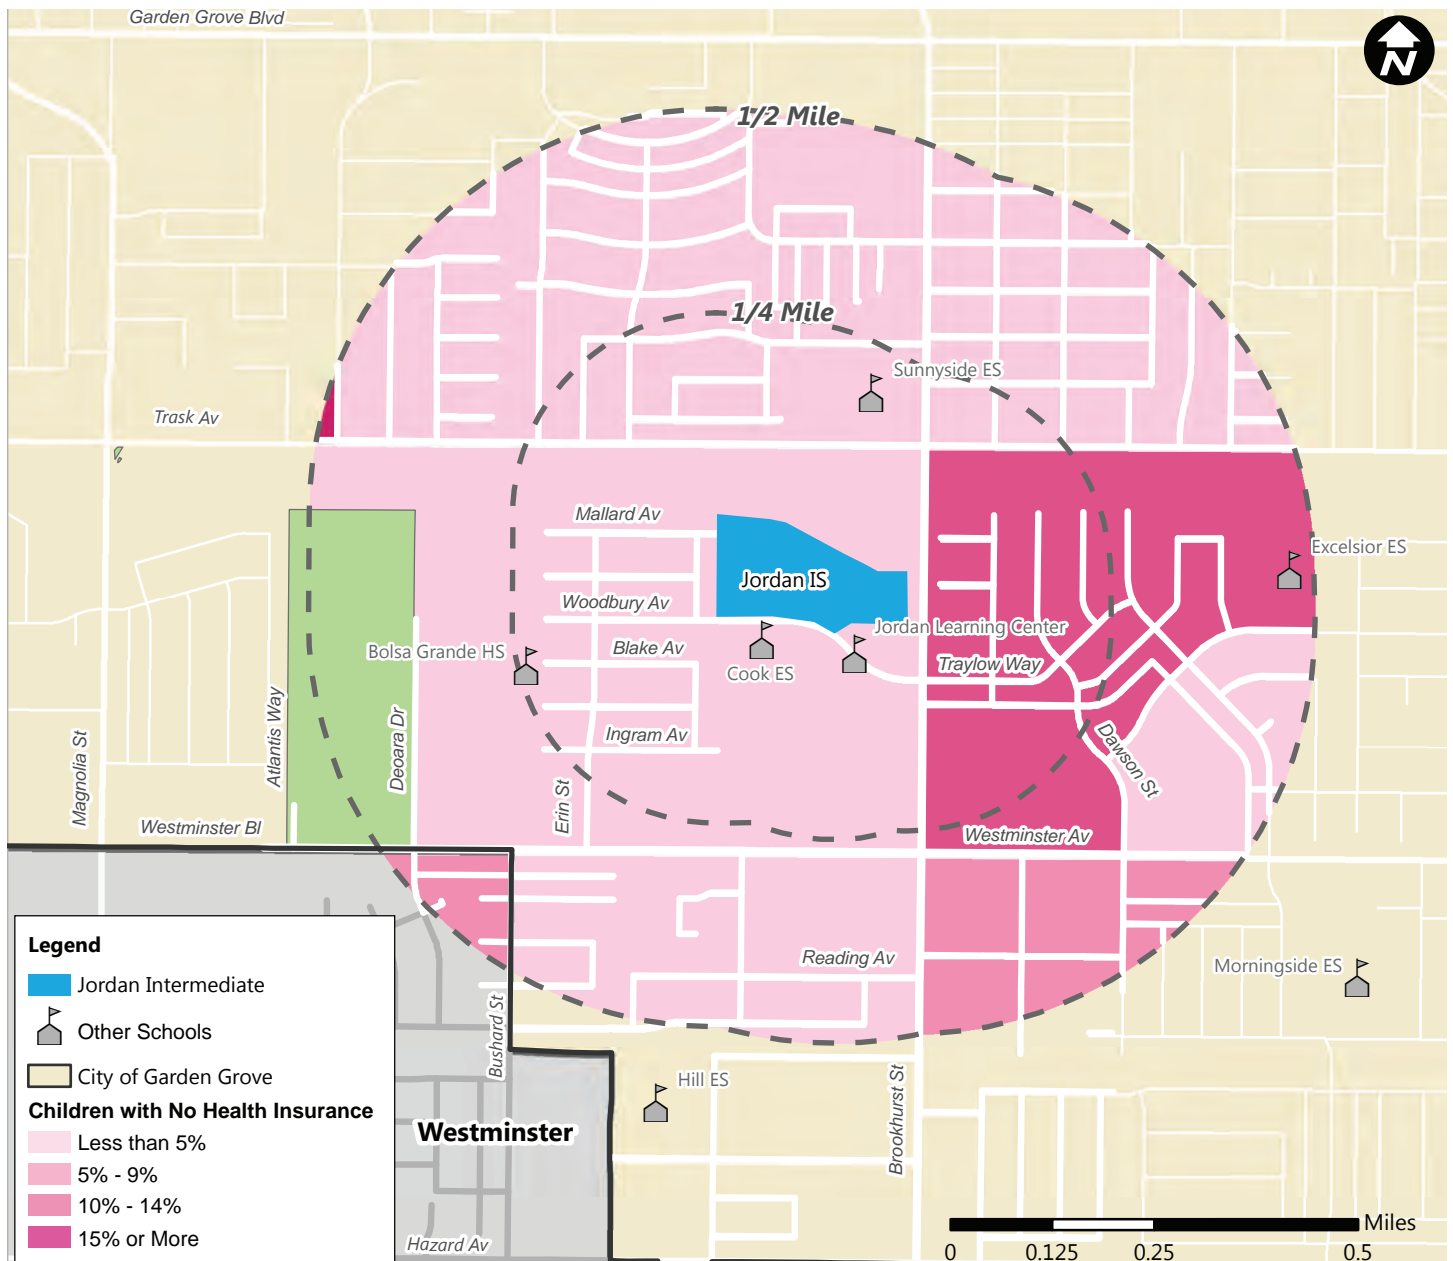 Garden Grove Blvd
N
1/2 Mile
1/4 Mile
Sunnyside ES
Trask Av
Mallard Av
Excelsior ES
Jordan IS
Woodbury Av
Jordan Learning Center
Blake Av
Bolsa Grande HS
Cook ES
Traylow Way
Atlantis Way
Deoara Dr
Ingram Av
Magnolia St
Dawson St
Erin St
Westminster Bl
Westminster Av
Reading Av
Morningside ES
Bushard St
Hill ES
Brookhurst St
Westminster
Hazard Av
Legend
Jordan Intermediate
Other Schools
City of Garden Grove
Children with No Health Insurance
Less than 5%
5% - 9%
10% - 14%
15% or More
Miles
0 0.125 0.25 0.5